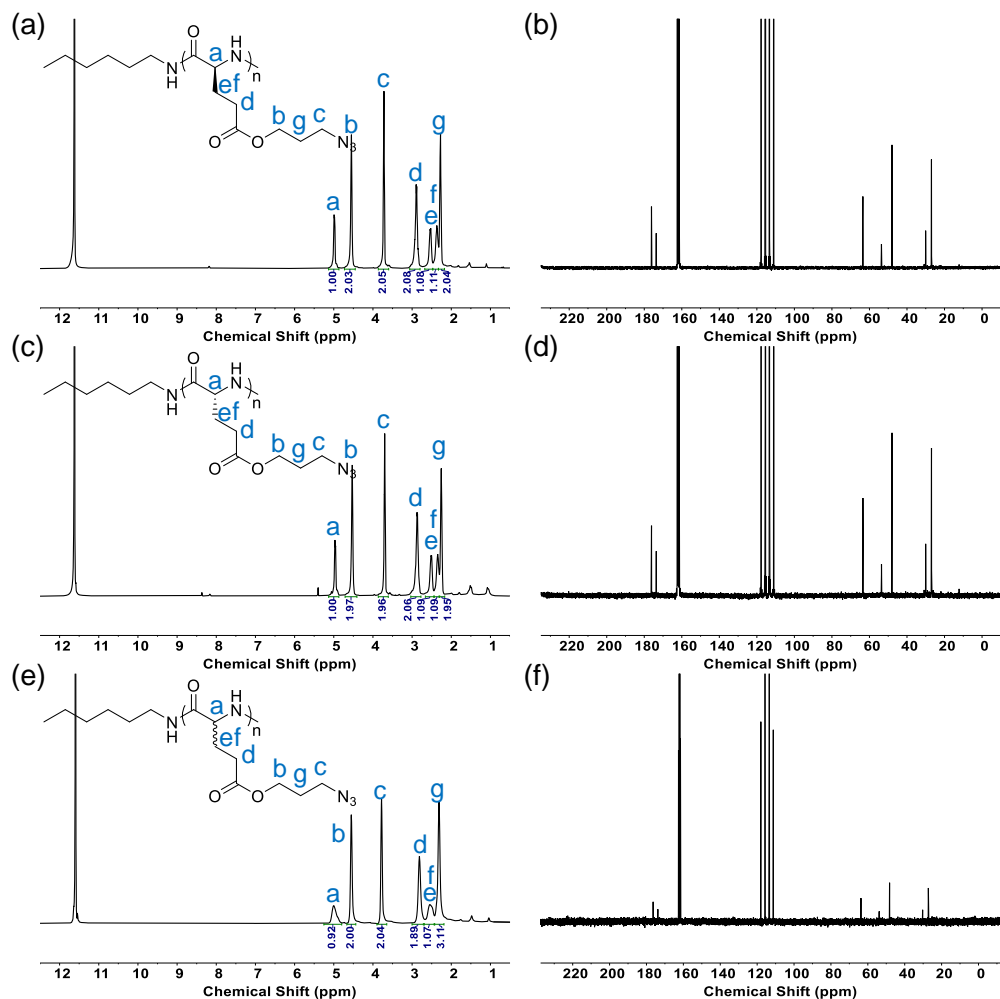 (a)
O
H
N
a
N
H
n
ef
d
b g c
O
O
N3
a
b
c
d
f
e
g
1.00
2.03
2.05
2.08
1.08
1.11
2.04
12 11 10 9 8 7 6 5 4 3 2 1
Chemical Shift (ppm)
(b)
220 200 180 160 140 120 100 80 60 40 20 0
Chemical Shift (ppm)
(c)
O
H
N
a
N
H
n
ef
d
b g c
O
O
N3
a
b
c
d
f
e
g
1.00
1.97
1.96
2.06
1.09
1.09
1.95
12 11 10 9 8 7 6 5 4 3 2 1
Chemical Shift (ppm)
(d)
220 200 180 160 140 120 100 80 60 40 20 0
Chemical Shift (ppm)
(e)
O
H
N
a
N
H
n
ef
d
b g c
O
O
N3
a
b
c
d
f
e
g
0.92
2.00
2.04
1.89
1.07
3.11
12 11 10 9 8 7 6 5 4 3 2 1
Chemical Shift (ppm)
(f)
220 200 180 160 140 120 100 80 60 40 20 0
Chemical Shift (ppm)